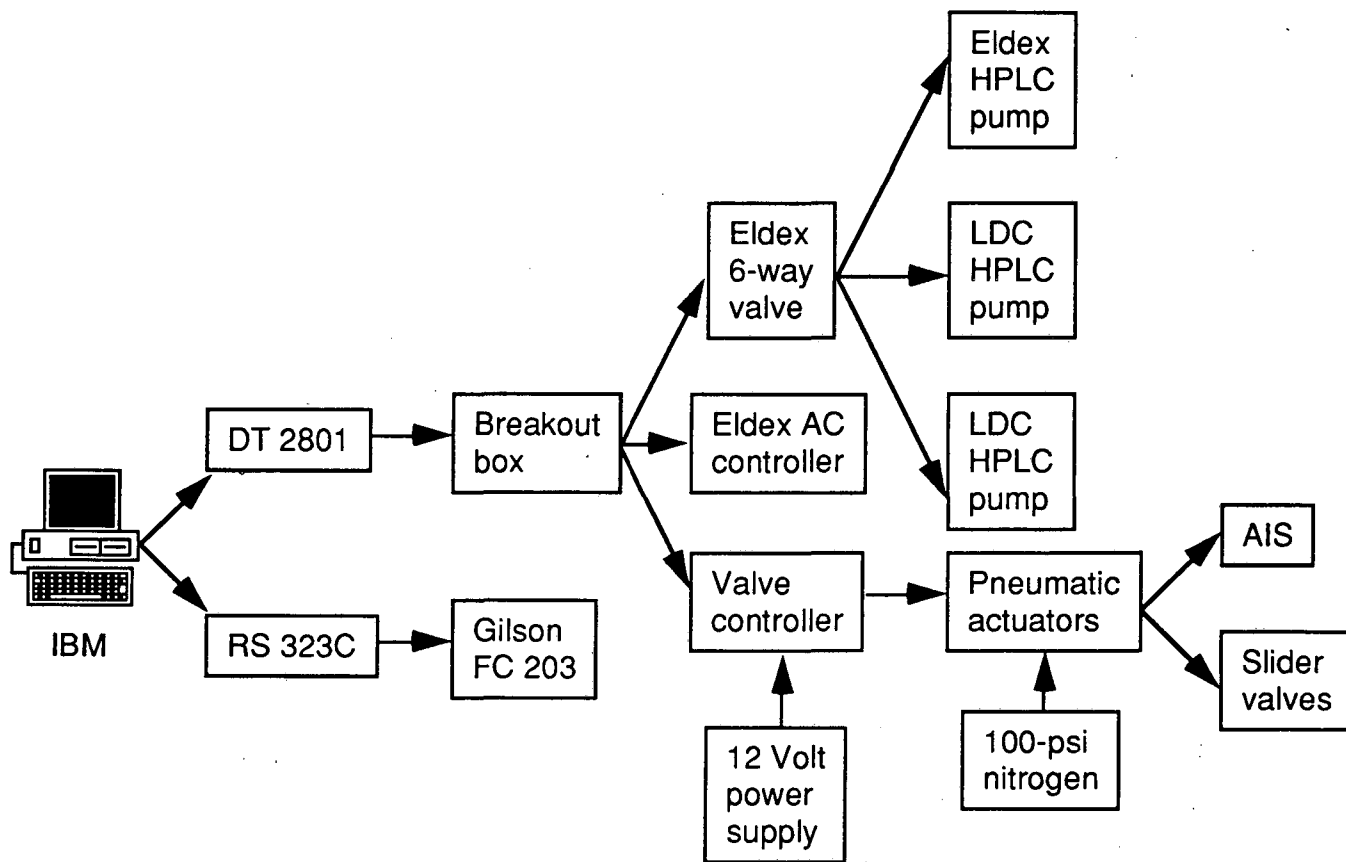 Eldex
HPLC
pump
Eldex
6-way
valve
LDC
HPLC
pump
DT 2801
Breakout
box
Eldex AC
controller
LDC
HPLC
pump
IBM
RS 323C
Gilson
FC 203
Valve
controller
Pneumatic
actuators
AIS
Slider
valves
12 Volt
power
supply
100-psi
nitrogen